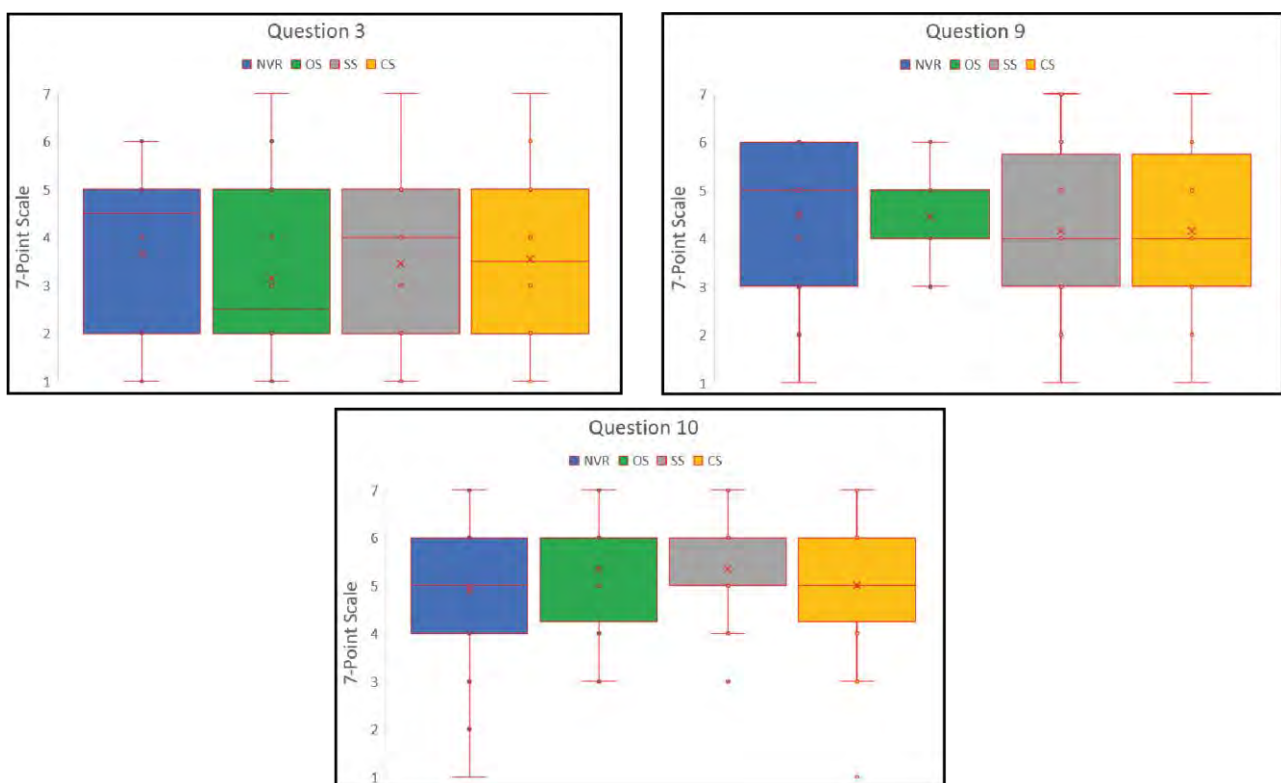 Question 3
NVR OS SS CS
7-Point Scale
7
6
5
4
3
2
1
Question 9
NVR OS SS CS
7-Point Scale
7
6
5
4
3
2
1
Question 10
NVR OS SS CS
7-Point Scale
7
6
5
4
3
2
1